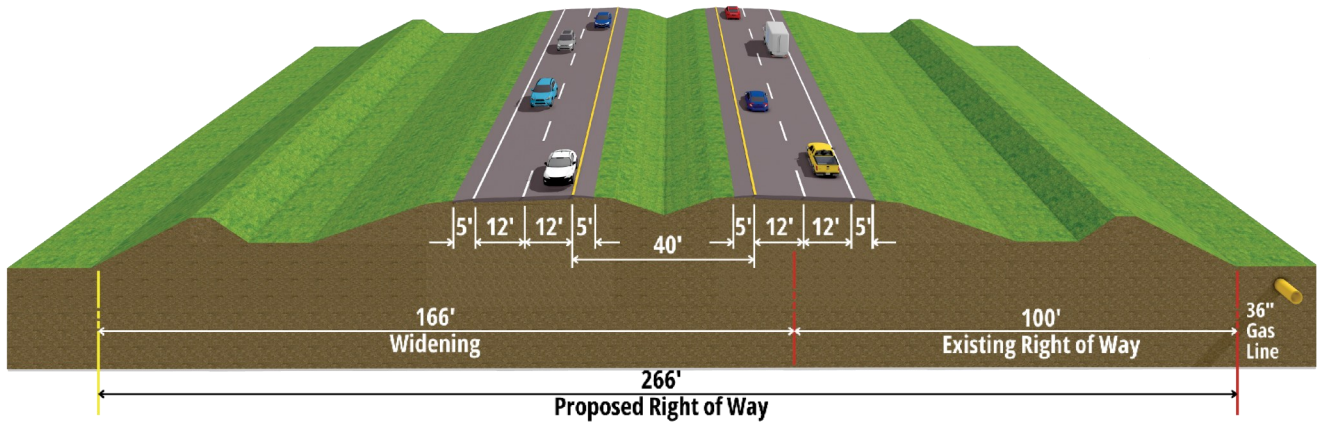 5' 12' 12' 5' 5' 12' 12' 5'
40'
166'
Widening
100'
Existing Right of Way
36"
Gas
Line
266'
Proposed Right of Way